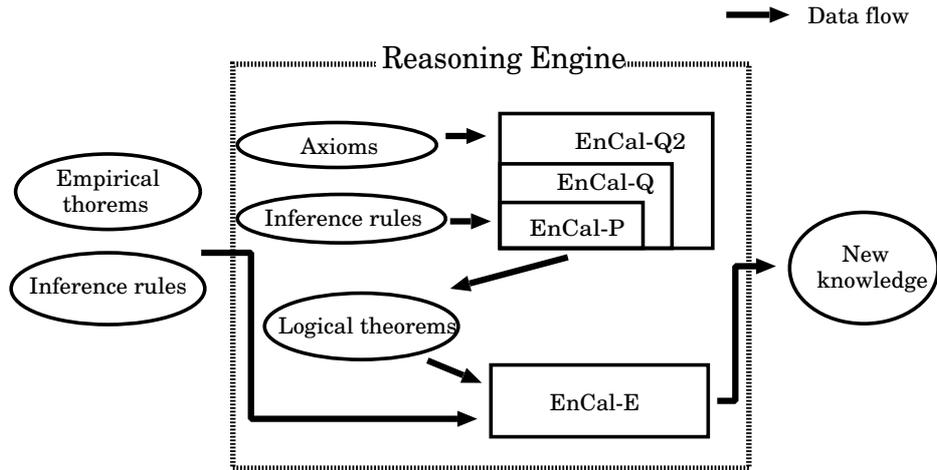 Data flow
Reasoning Engine
Axioms
EnCal-Q2
Empirical
thorems
EnCal-Q
Inference rules
EnCal-P
New
knowledge
Inference rules
Logical theorems
EnCal-E